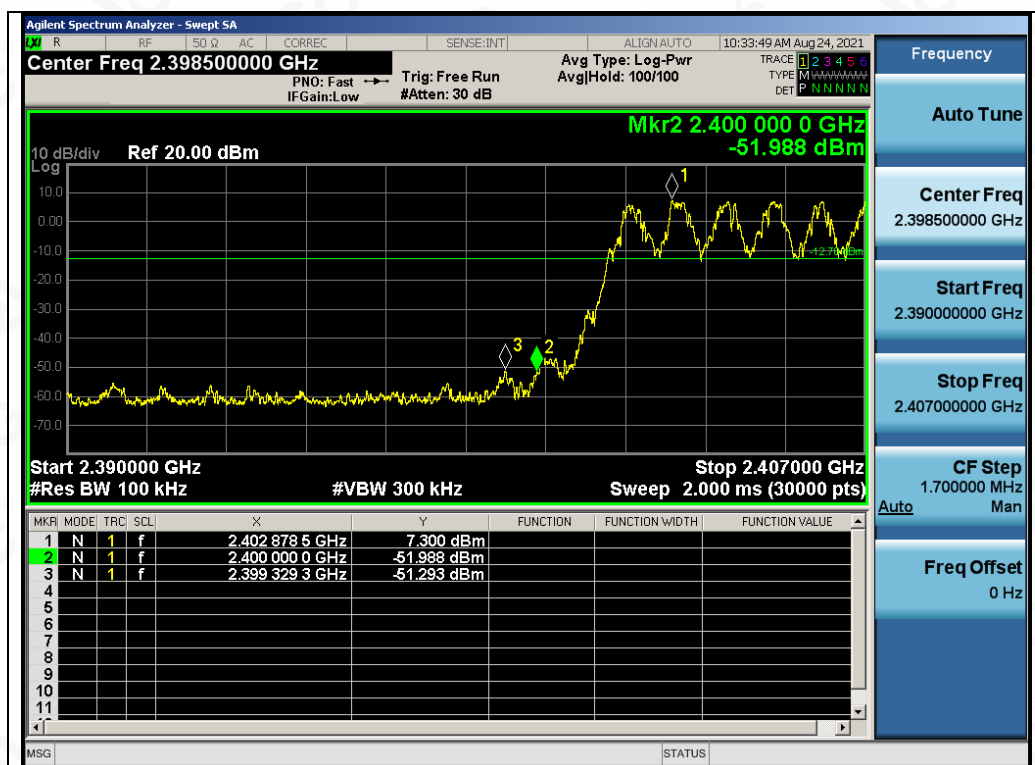 Agilent Spectrum Analyzer - Swept SA
LXI R RF 50 Ω AC CORREC SENSE:INT ALIGN AUTO 10:33:49 AM Aug 24, 2021
Center Freq 2.398500000 GHz
PNO: Fast
IFGain:Low
Trig: Free Run
#Atten: 30 dB
Avg Type: Log-Pwr
Avg|Hold: 100/100
TRACE 1 2 3 4 5 6
TYPE M
DET P N N N N N
Mkr2 2.400 000 0 GHz
-51.988 dBm
10 dB/div Ref 20.00 dBm
Log
10.0
0.00
-10.0
-20.0
-30.0
-40.0
-50.0
-60.0
-70.0
1
2
3
Start 2.390000 GHz Stop 2.407000 GHz
#Res BW 100 kHz #VBW 300 kHz Sweep 2.000 ms (30000 pts)
MKR MODE TRC SCL X Y FUNCTION FUNCTION WIDTH FUNCTION VALUE
1 N 1 f 2.402 878 5 GHz 7.300 dBm
2 N 1 f 2.400 000 0 GHz -51.988 dBm
3 N 1 f 2.399 329 3 GHz -51.293 dBm
4
5
6
7
8
9
10
11
MSG STATUS
Frequency
Auto Tune
Center Freq
2.398500000 GHz
Start Freq
2.390000000 GHz
Stop Freq
2.407000000 GHz
CF Step
1.700000 MHz
Auto Man
Freq Offset
0 Hz